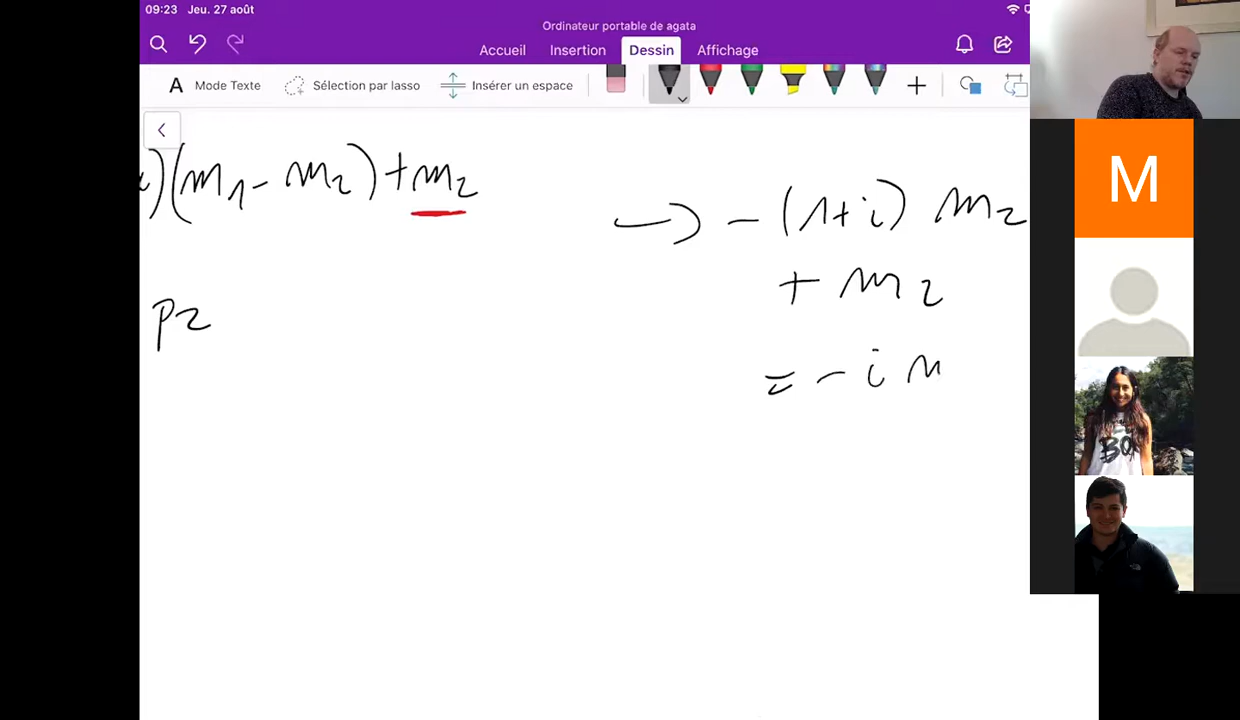 09:23 Jeu. 27 août
Ordinateur portable de agata
Accueil Insertion Dessin Affichage
A Mode Texte Sélection par lasso Insérer un espace
)(m1 - m2) + m2
-(1+i) m2
+ m2
p2
= - i m
M
BO